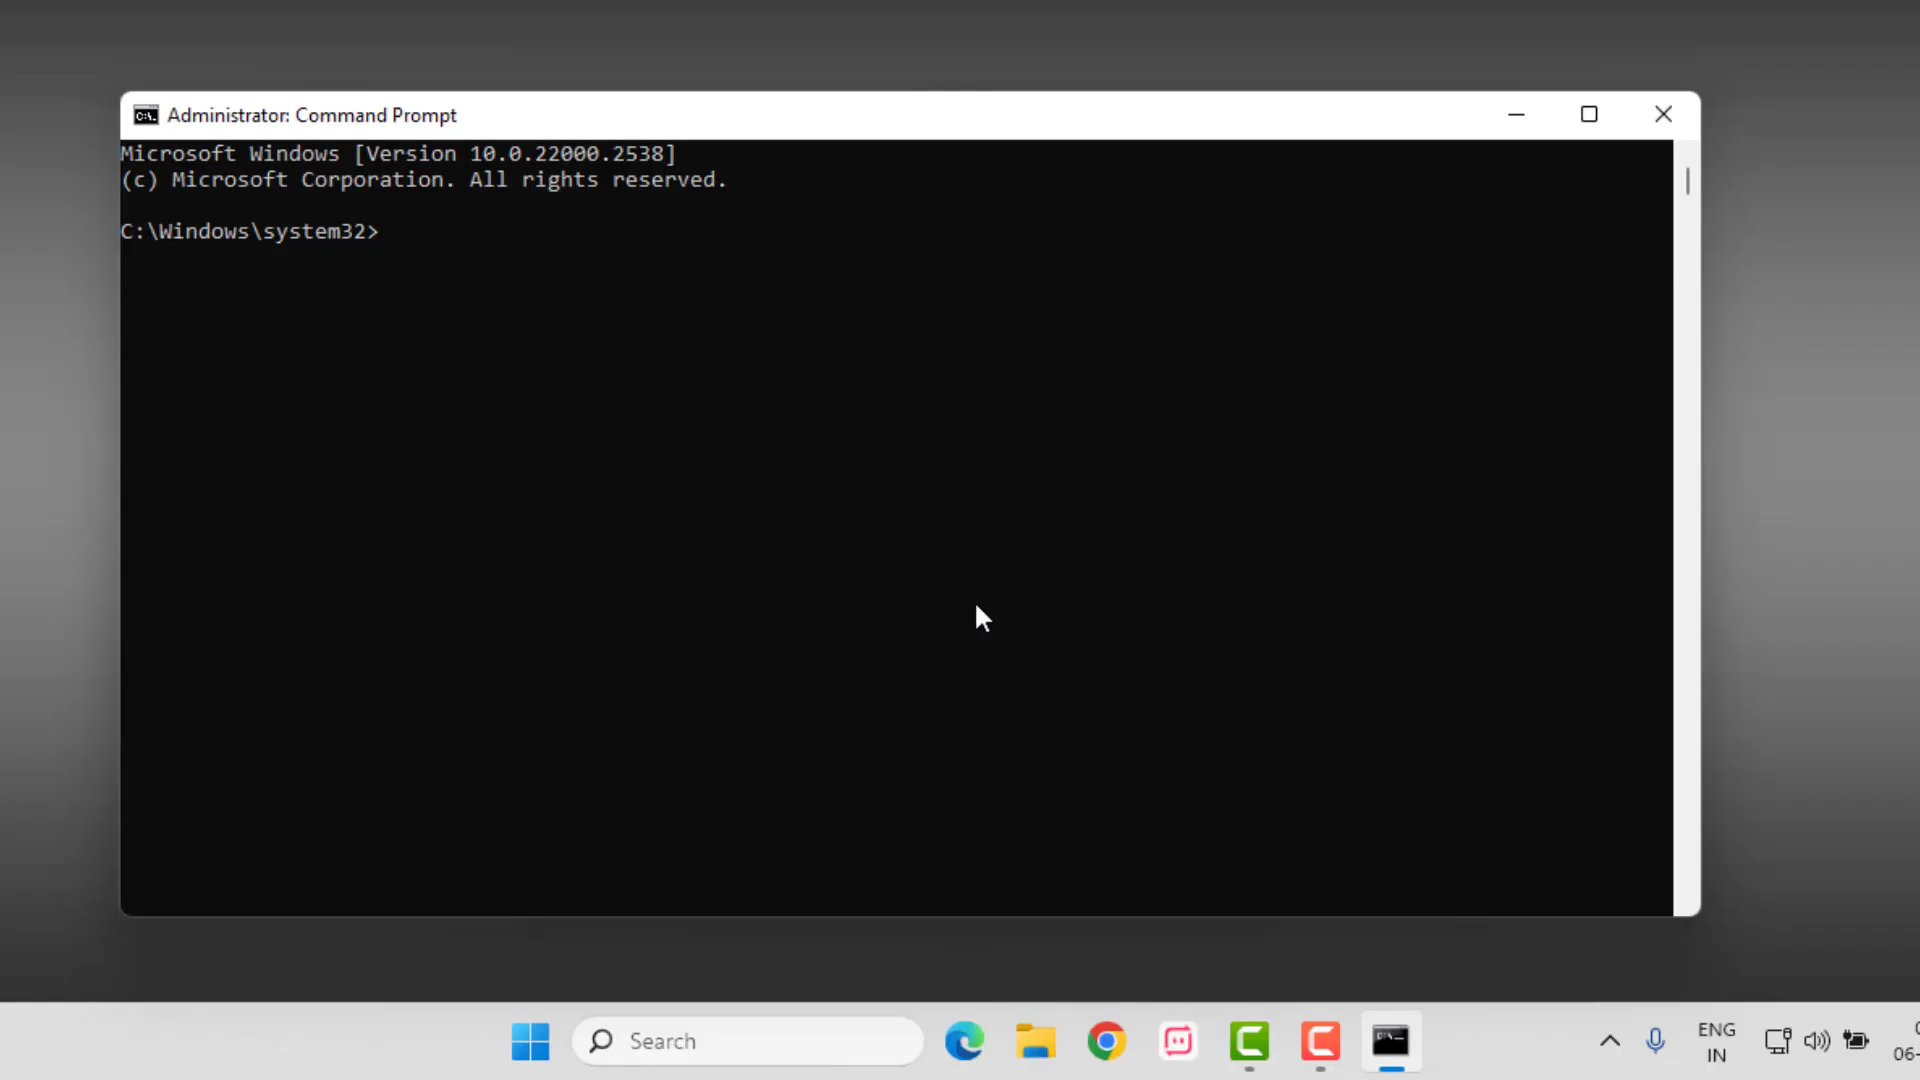 Administrator: Command Prompt
Microsoft Windows [Version 10.0.22000.2538]
(c) Microsoft Corporation. All rights reserved.
C:\Windows\system32>
Search
ENG
IN
06-